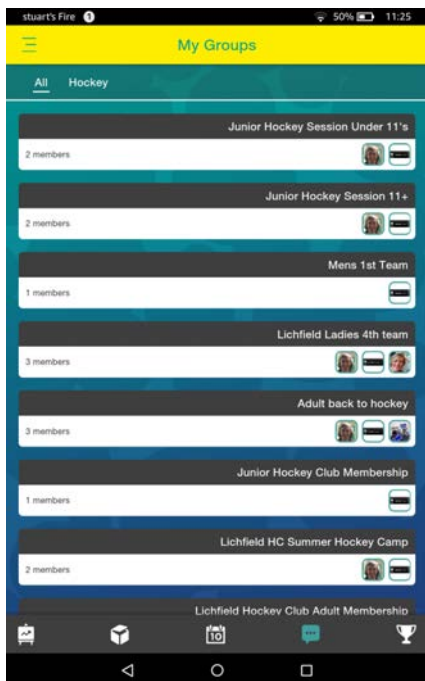 stuart's Fire 1 50% 11:25
My Groups
All Hockey
Junior Hockey Session Under 11's
2 members
Junior Hockey Session 11+
2 members
Mens 1st Team
1 members
Lichfield Ladies 4th team
3 members
Adult back to hockey
3 members
Junior Hockey Club Membership
1 members
Lichfield HC Summer Hockey Camp
2 members
Lichfield Hockey Club Adult Membership
10